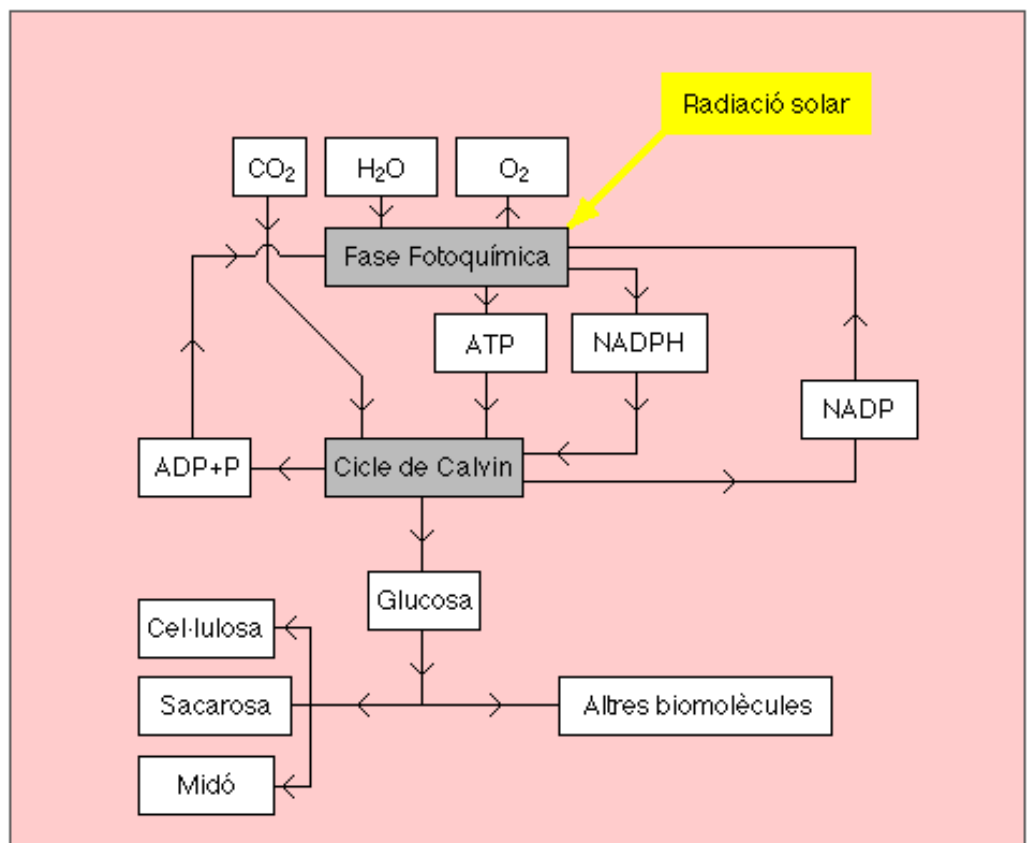 Radiació solar
CO₂
H₂O
O₂
Fase Fotoquímica
ATP
NADPH
NADP
ADP+P
Cicle de Calvin
Glucosa
Cel·lulosa
Sacarosa
Altres biomolècules
Midó